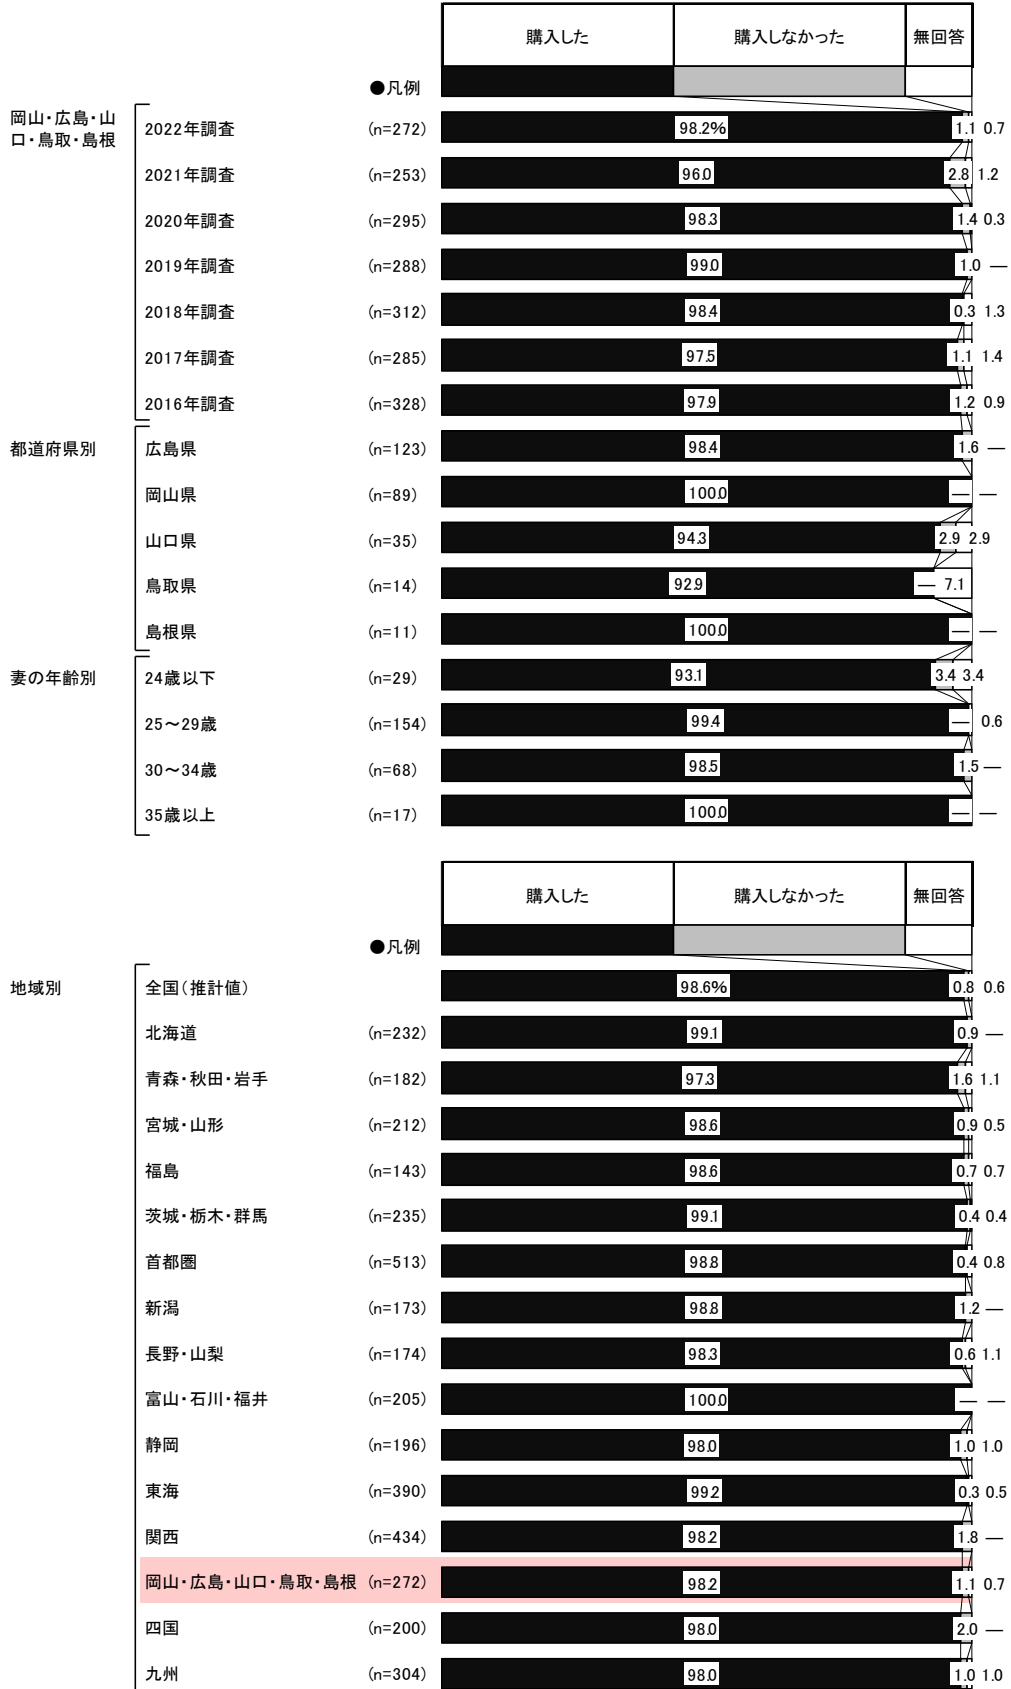 購入した 購入しなかった 無回答
●凡例
岡山・広島・山
口・鳥取・島根
2022年調査 (n=272) 98.2% 1.1 0.7
2021年調査 (n=253) 96.0 2.8 1.2
2020年調査 (n=295) 98.3 1.4 0.3
2019年調査 (n=288) 99.0 1.0 —
2018年調査 (n=312) 98.4 0.3 1.3
2017年調査 (n=285) 97.5 1.1 1.4
2016年調査 (n=328) 97.9 1.2 0.9
都道府県別 広島県 (n=123) 98.4 1.6 —
岡山県 (n=89) 100.0 — —
山口県 (n=35) 94.3 2.9 2.9
鳥取県 (n=14) 92.9 — 7.1
島根県 (n=11) 100.0 — —
妻の年齢別 24歳以下 (n=29) 93.1 3.4 3.4
25～29歳 (n=154) 99.4 — 0.6
30～34歳 (n=68) 98.5 1.5 —
35歳以上 (n=17) 100.0 — —
購入した 購入しなかった 無回答
●凡例
地域別 全国(推計値) 98.6% 0.8 0.6
北海道 (n=232) 99.1 0.9 —
青森・秋田・岩手 (n=182) 97.3 1.6 1.1
宮城・山形 (n=212) 98.6 0.9 0.5
福島 (n=143) 98.6 0.7 0.7
茨城・栃木・群馬 (n=235) 99.1 0.4 0.4
首都圏 (n=513) 98.8 0.4 0.8
新潟 (n=173) 98.8 1.2 —
長野・山梨 (n=174) 98.3 0.6 1.1
富山・石川・福井 (n=205) 100.0 — —
静岡 (n=196) 98.0 1.0 1.0
東海 (n=390) 99.2 0.3 0.5
関西 (n=434) 98.2 1.8 —
岡山・広島・山口・鳥取・島根 (n=272) 98.2 1.1 0.7
四国 (n=200) 98.0 2.0 —
九州 (n=304) 98.0 1.0 1.0